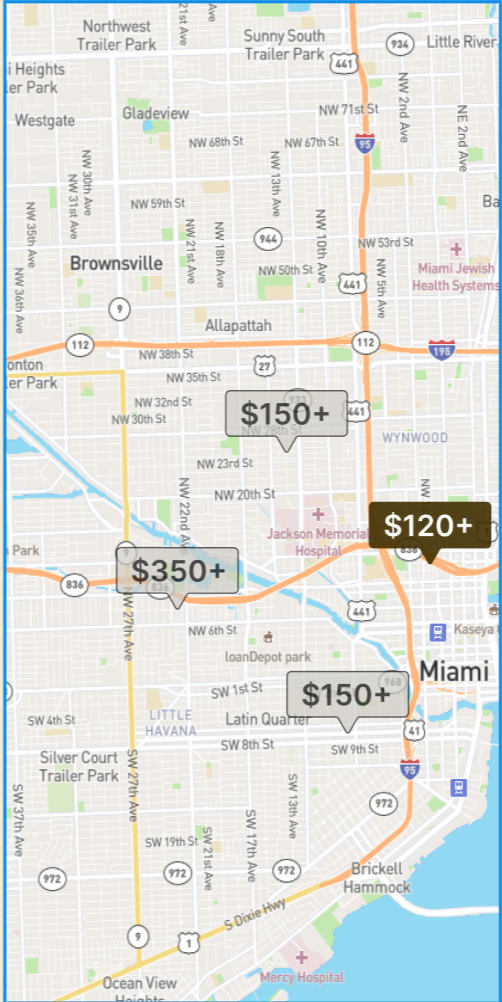 21st Ave
Ave
Northwest
Trailer Park
Sunny South
Trailer Park
934
Little River
441
i Heights
er Park
Westgate
Gladeview
NW 71st St
NW 2nd Ave
NE 2nd Ave
95
NW 68th St
NW 67th St
NW 30th Ave
NW 31st Ave
NW 13th Ave
NW 59th St
Ba
NW 35th Ave
NW 21st Ave
NW 18th Ave
NW 10th Ave
944
NW 53rd St
Miami Jewish
Health Systems
Brownsville
NW 50th St
NW 5th Ave
NW 36th Ave
441
9
Allapattah
112
112
195
NW 38th St
onton
er Park
27
NW 35th St
NW 32nd St
933
$150+
441
NW 30th St
NW 28th St
WYNWOOD
NW 23rd St
NW 22nd Ave
NW 20th St
NW
Jackson Memorial
Hospital
$120+
836
Park
9
$350+
836
836
NW 27th Ave
441
NW 6th St
Kaseya
loanDepot park
Miami
SW 1st St
968
$150+
SW 4th St
LITTLE
HAVANA
Latin Quarter
41
SW 8th St
SW 9th St
Silver Court
Trailer Park
SW 27th Ave
95
SW 37th Ave
SW 13th Ave
972
SW 17th Ave
SW 19th St
SW 21st Ave
972
972
972
Brickell
Hammock
S Dixie Hwy
9
1
Mercy Hospital
Ocean View
Heights